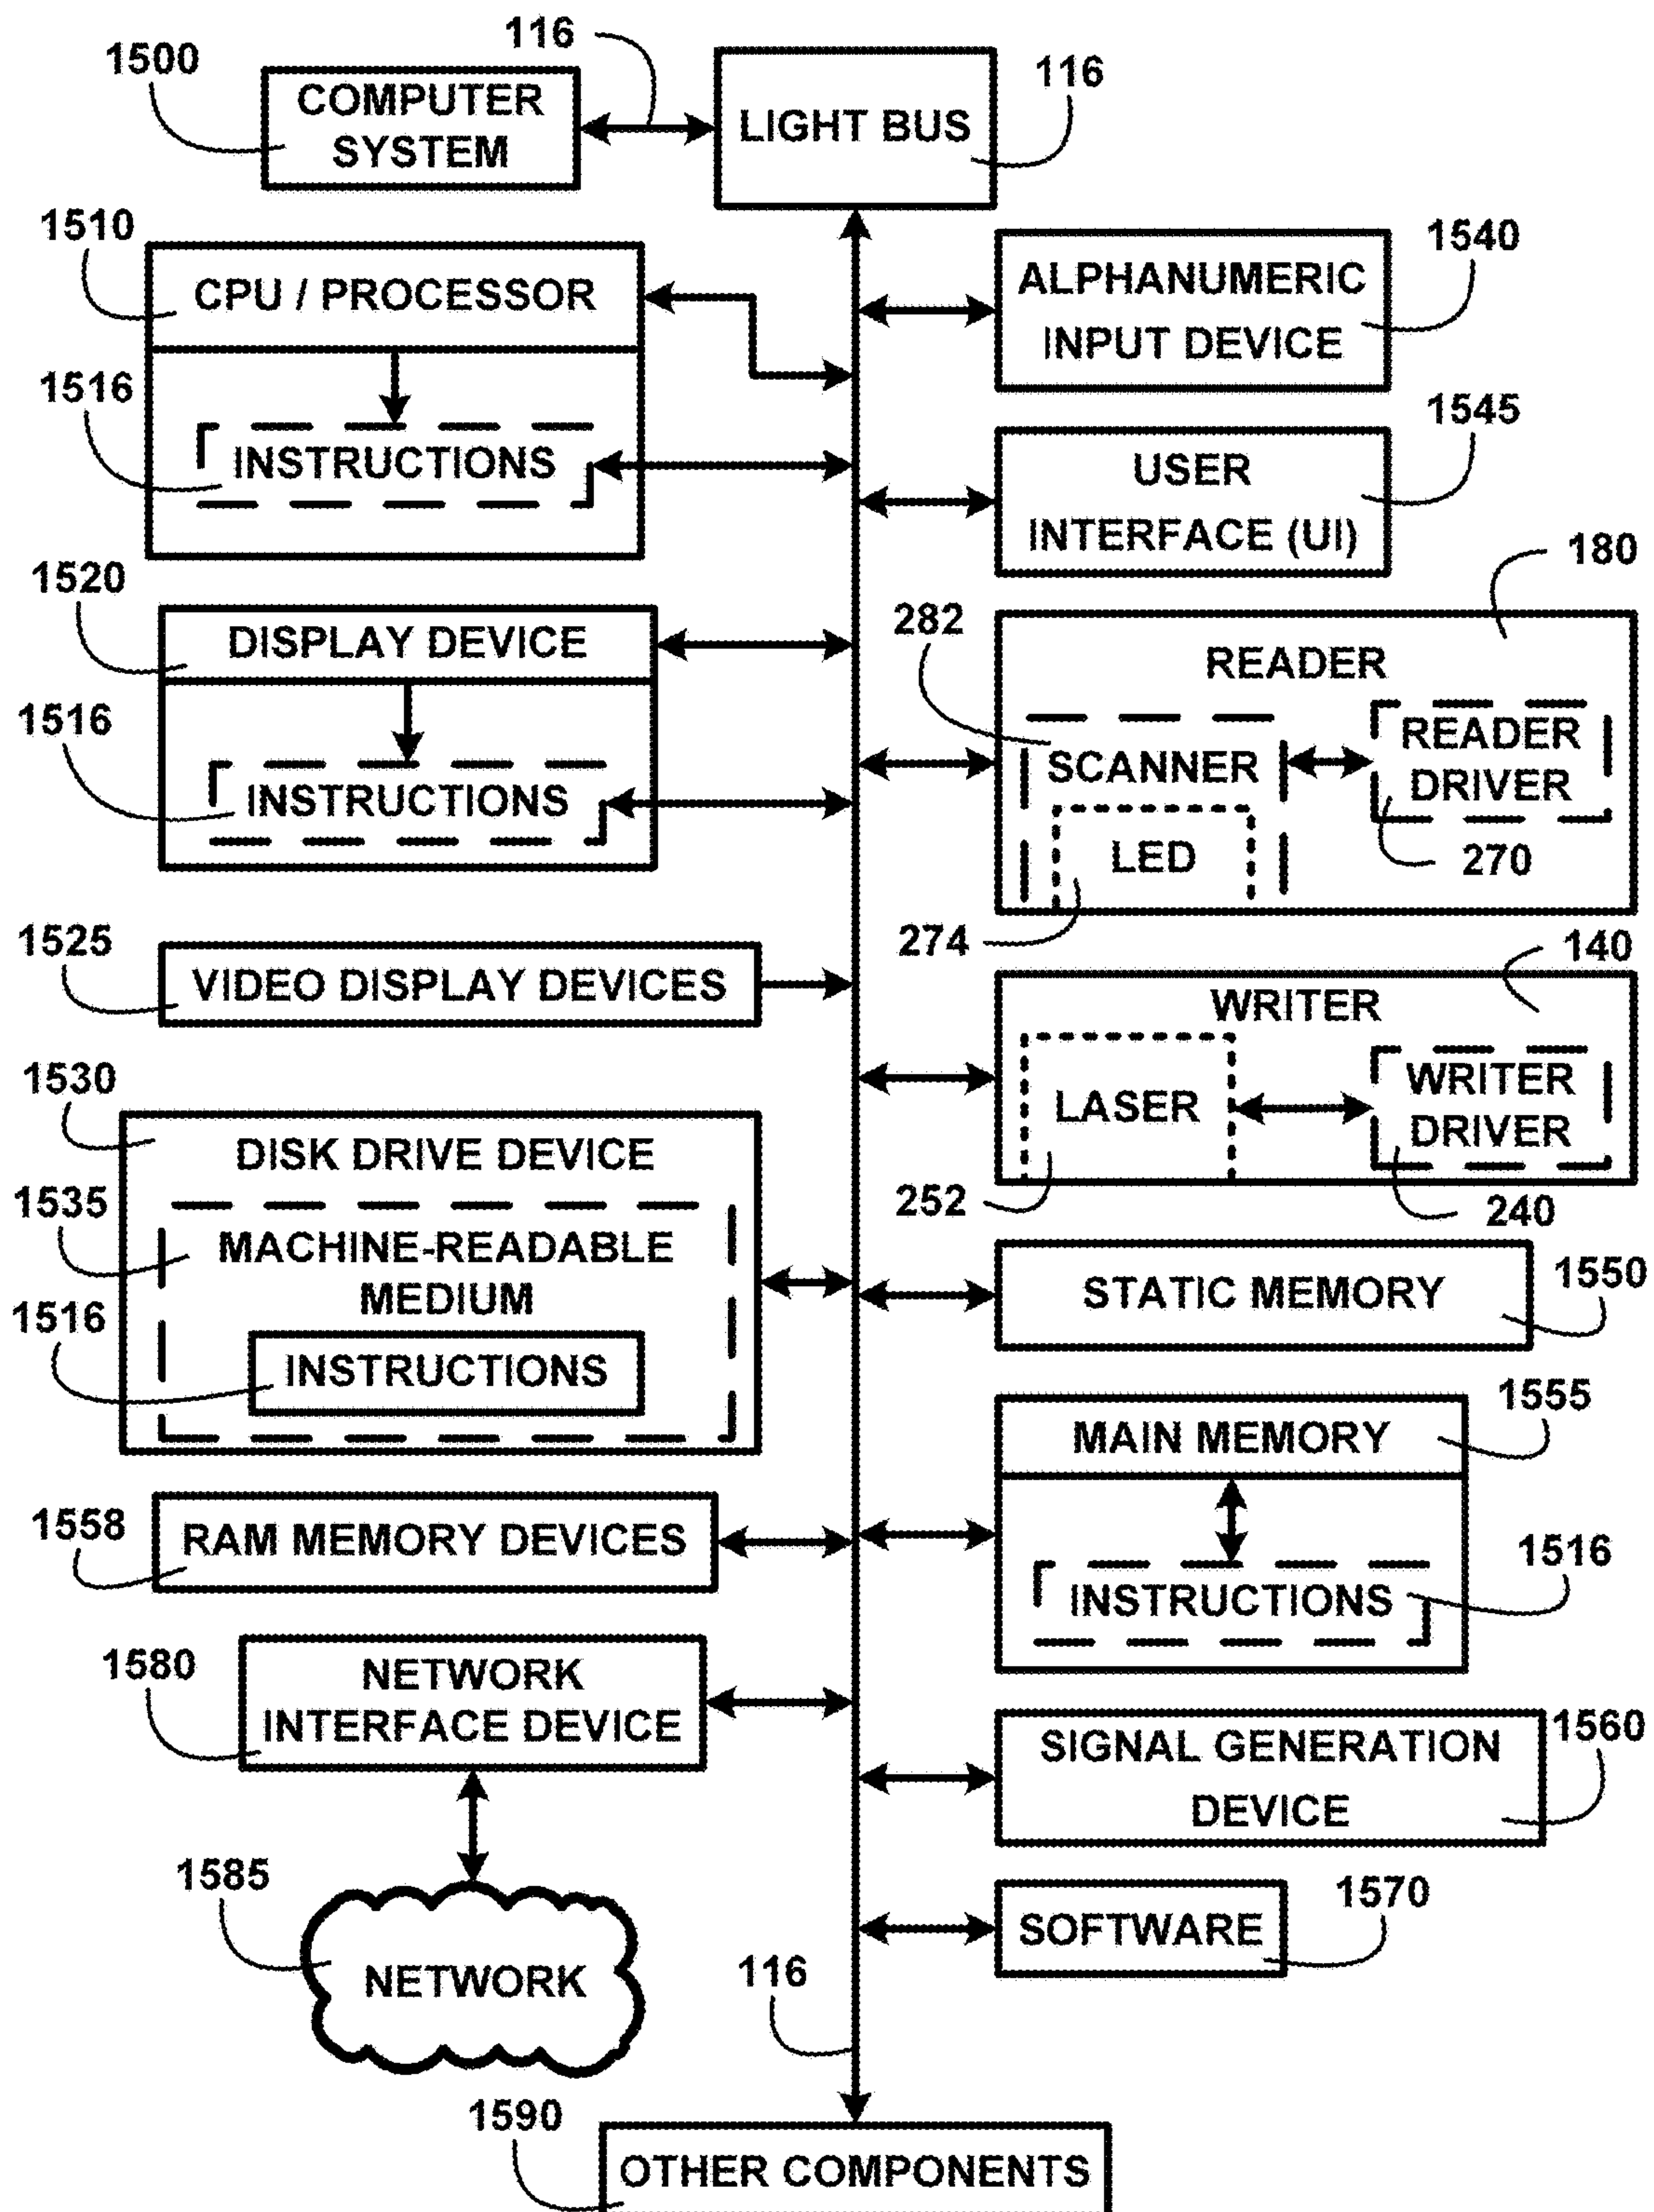 116
1500
COMPUTER
SYSTEM
LIGHT BUS
116
1510
CPU / PROCESSOR
1516
INSTRUCTIONS
1540
ALPHANUMERIC
INPUT DEVICE
1545
USER
INTERFACE (UI)
1520
DISPLAY DEVICE
1516
INSTRUCTIONS
180
282
READER
SCANNER
READER
DRIVER
LED
270
274
1525
VIDEO DISPLAY DEVICES
140
WRITER
LASER
WRITER
DRIVER
252
240
1530
DISK DRIVE DEVICE
1535
MACHINE-READABLE
MEDIUM
1516
INSTRUCTIONS
STATIC MEMORY
1550
1555
MAIN MEMORY
1516
INSTRUCTIONS
1558
RAM MEMORY DEVICES
1580
NETWORK
INTERFACE DEVICE
1560
SIGNAL GENERATION
DEVICE
1585
NETWORK
1570
SOFTWARE
116
1590
OTHER COMPONENTS